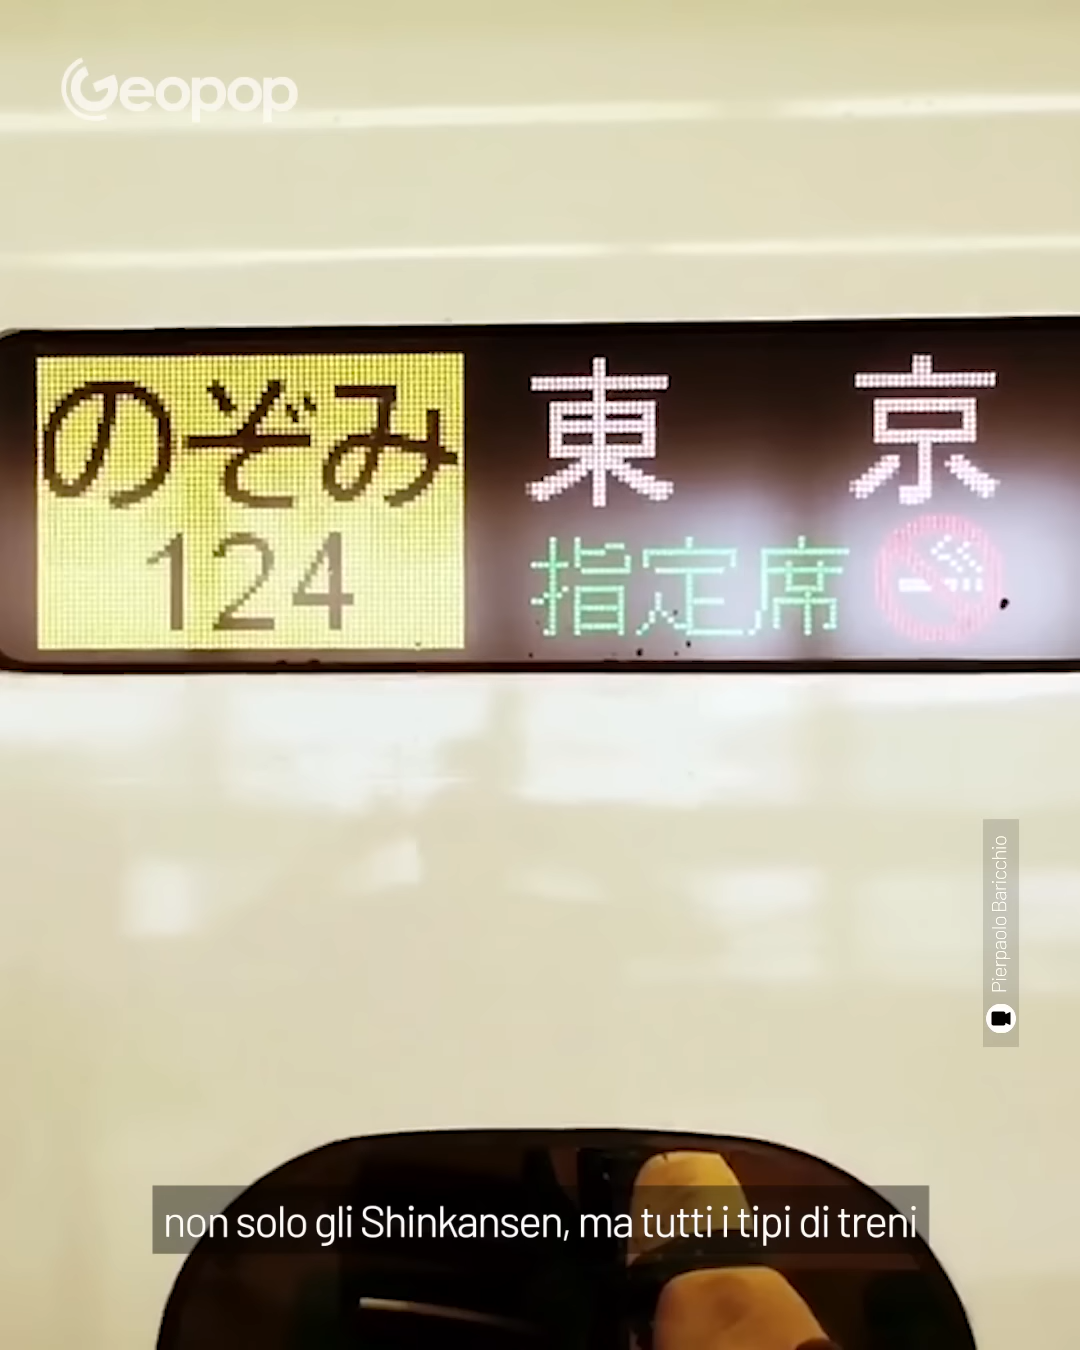 Geopop
のぞみ 東京
124 指定席
Pierpaolo Baricchio
non solo gli Shinkansen, ma tutti i tipi di treni